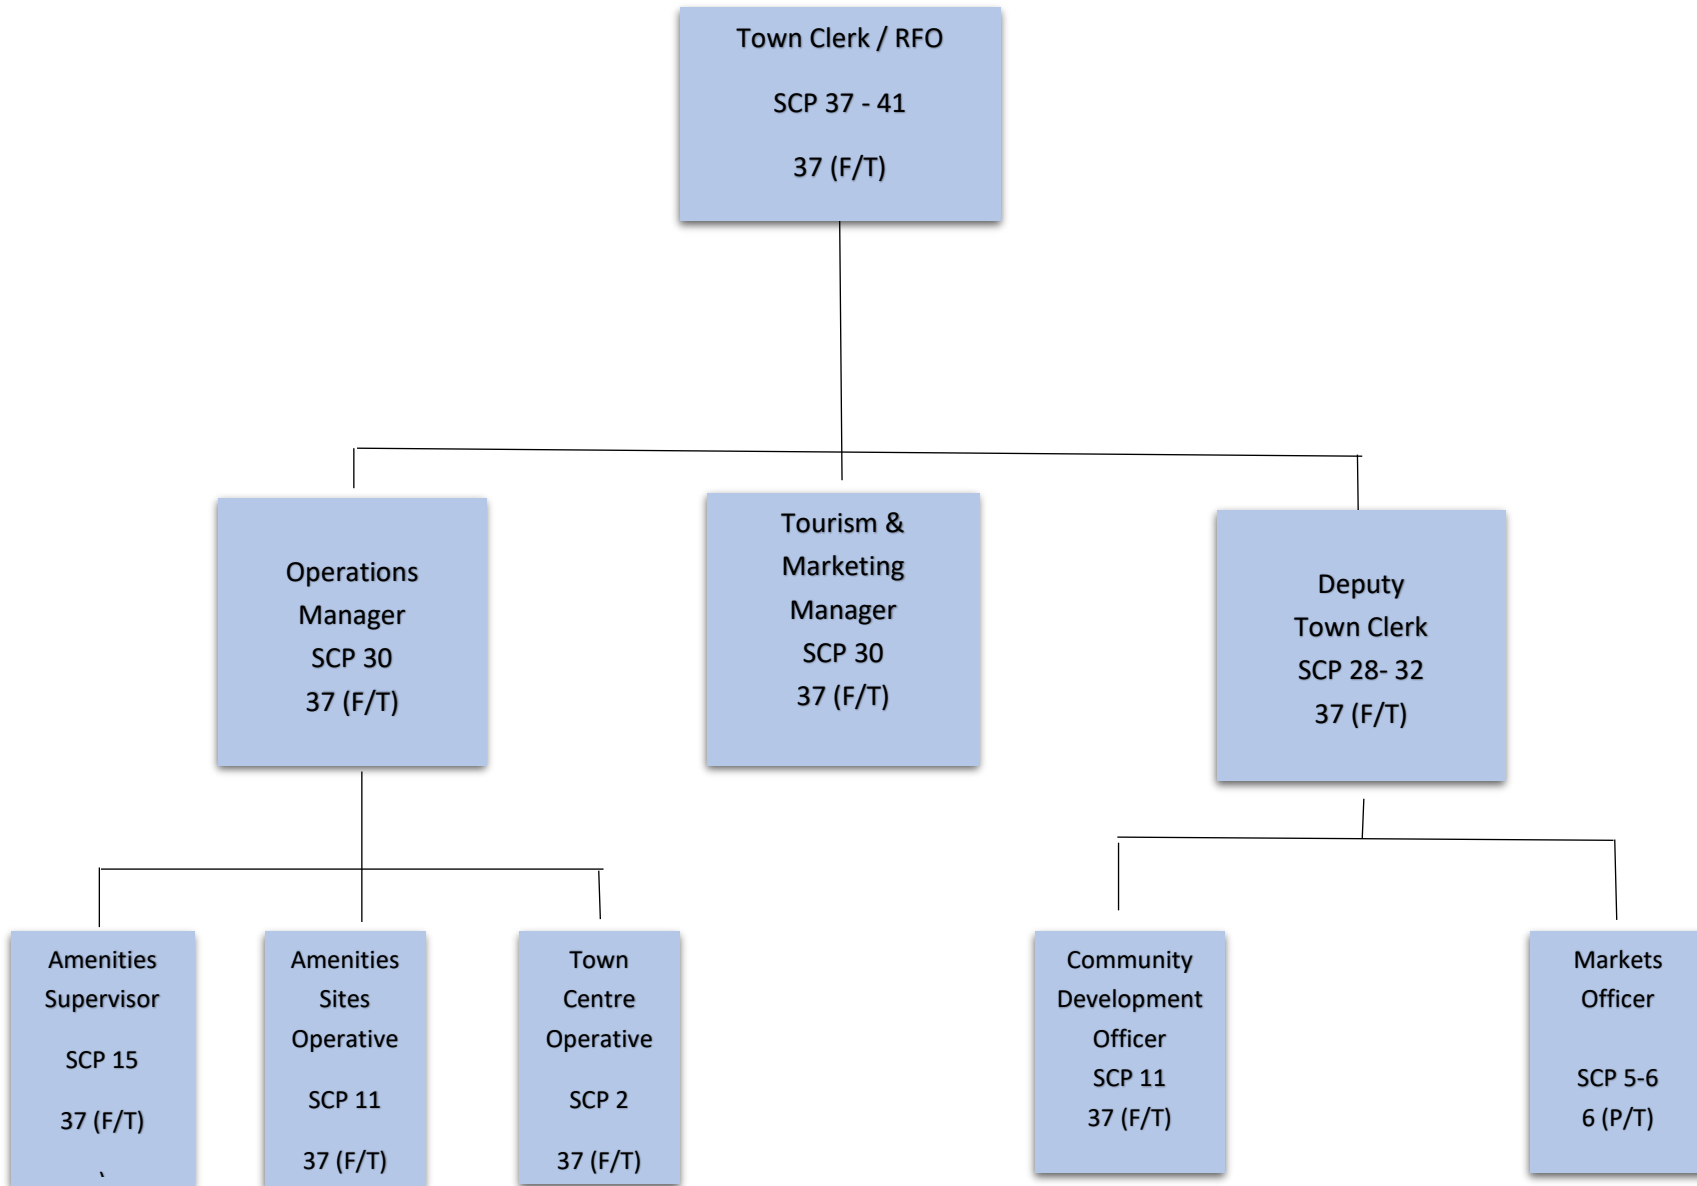 Town Clerk / RFO
SCP 37 - 41
37 (F/T)
Operations
Manager
SCP 30
37 (F/T)
Tourism &
Marketing
Manager
SCP 30
37 (F/T)
Deputy
Town Clerk
SCP 28- 32
37 (F/T)
Amenities
Supervisor
SCP 15
37 (F/T)
Amenities
Sites
Operative
SCP 11
37 (F/T)
Town
Centre
Operative
SCP 2
37 (F/T)
Community
Development
Officer
SCP 11
37 (F/T)
Markets
Officer
SCP 5-6
6 (P/T)